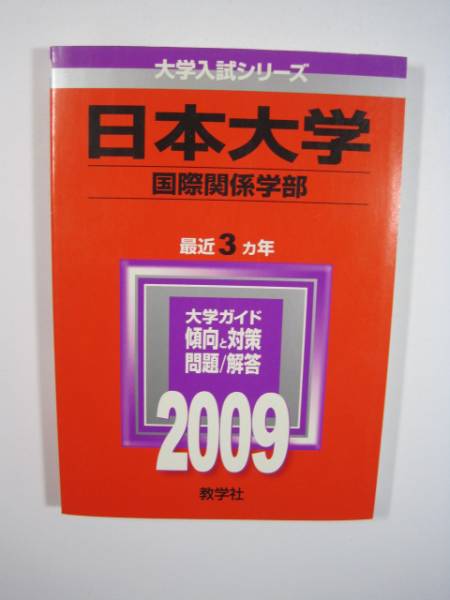 大学入試シリーズ
日本大学
国際関係学部
最近3カ年
大学ガイド
傾向と対策
問題/解答
2009
教学社